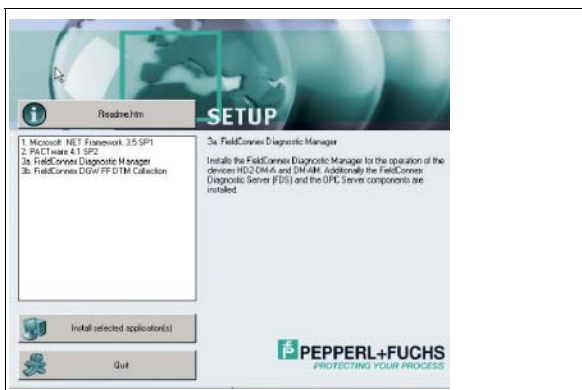 Readme.htm
SETUP
1. Microsoft .NET Framework 3.5 SP1
2. PACTware 4.1 SP2
3a. FieldConnex Diagnostic Manager
3b. FieldConnex DGW FF DTM Collection
3a. FieldConnex Diagnostic Manager
Installs the FieldConnex Diagnostic Manager for the operation of the
devices HD2-DM-A and DM-AM. Additionally the FieldConnex
Diagnostic Server (FDS) and the OPC Server components are
installed.
Install selected application(s)
Quit
PEPPERL+FUCHS
PROTECTING YOUR PROCESS